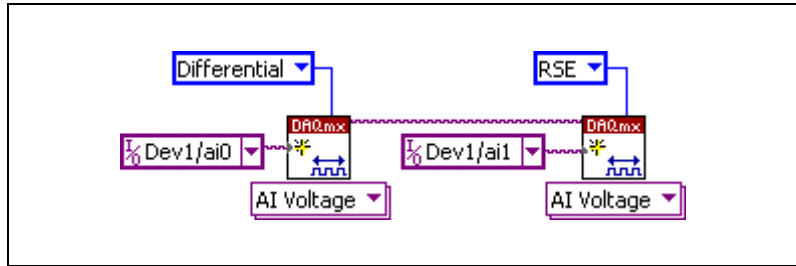 Differential
RSE
DAQmx
DAQmx
I/O Dev1/ai0
I/O Dev1/ai1
AI Voltage
AI Voltage